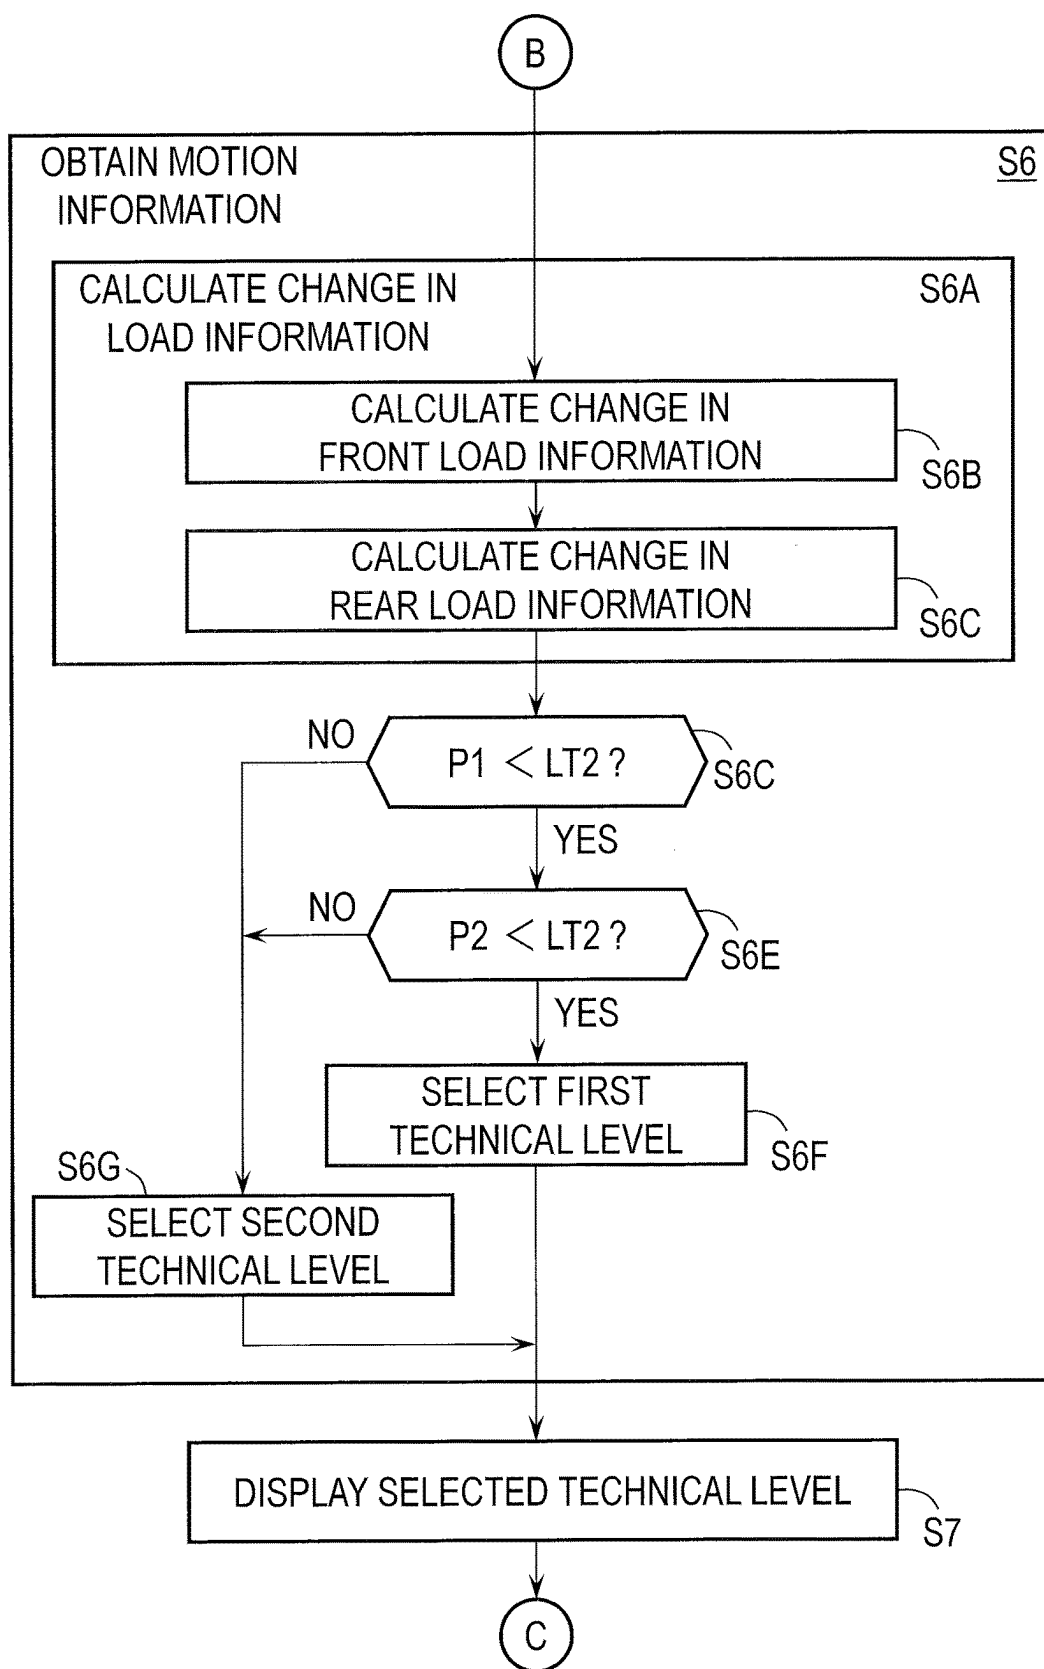 B
OBTAIN MOTION
INFORMATION
S6
CALCULATE CHANGE IN
LOAD INFORMATION
S6A
CALCULATE CHANGE IN
FRONT LOAD INFORMATION
S6B
CALCULATE CHANGE IN
REAR LOAD INFORMATION
S6C
NO
P1 < LT2 ?
S6C
YES
NO
P2 < LT2 ?
S6E
YES
SELECT FIRST
TECHNICAL LEVEL
S6F
S6G
SELECT SECOND
TECHNICAL LEVEL
DISPLAY SELECTED TECHNICAL LEVEL
S7
C